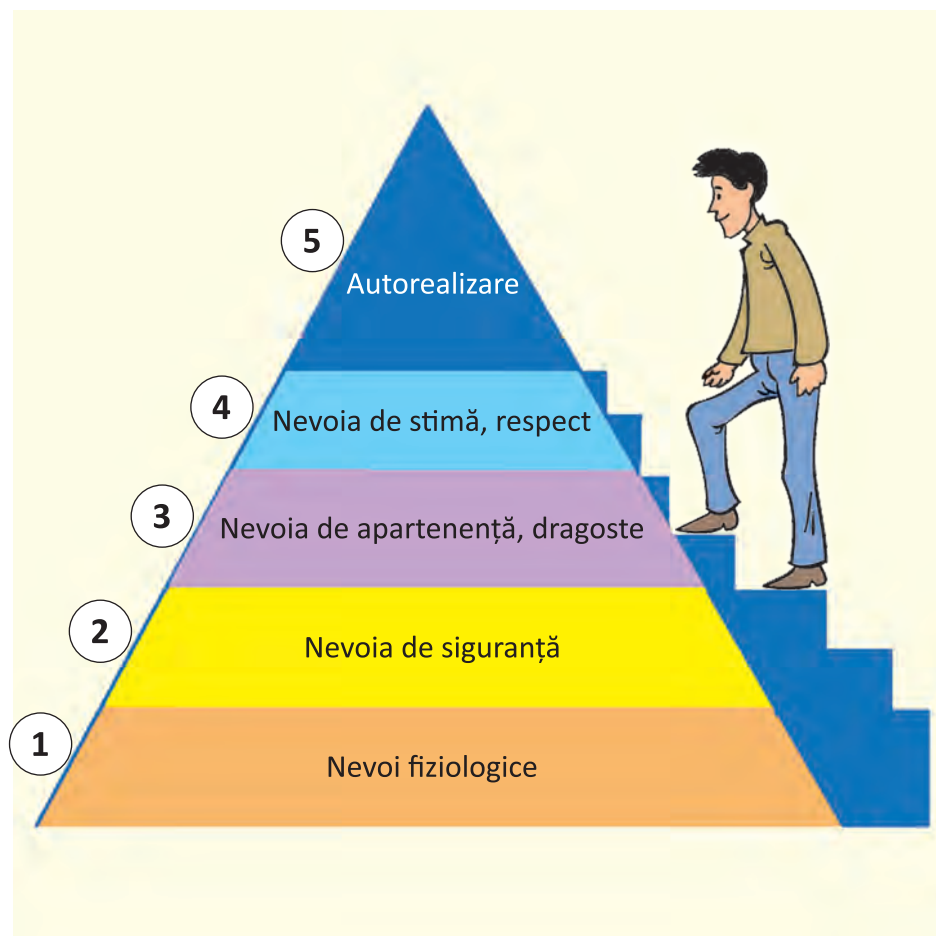 5
Autorealizare
4
Nevoia de stimă, respect
3
Nevoia de apartenență, dragoste
2
Nevoia de siguranță
1
Nevoi fiziologice